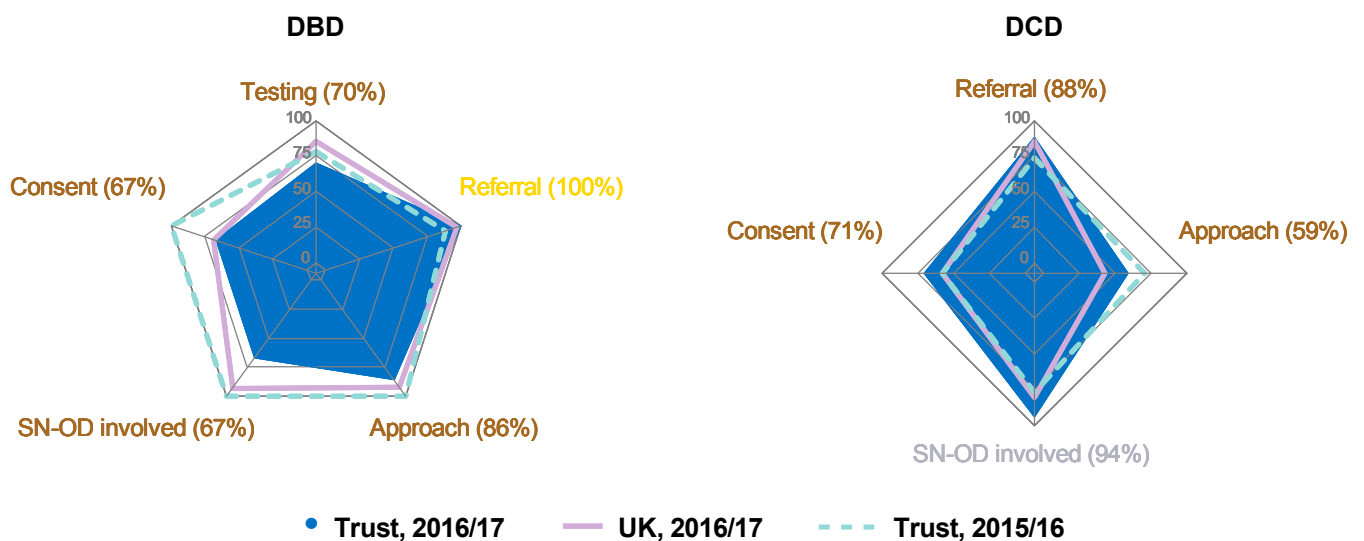 DBD
Testing (70%)
100
75
50
25
0
Consent (67%)
Referral (100%)
SN-OD involved (67%)
Approach (86%)
DCD
Referral (88%)
100
75
50
25
0
Consent (71%)
Approach (59%)
SN-OD involved (94%)
Trust, 2016/17
UK, 2016/17
Trust, 2015/16